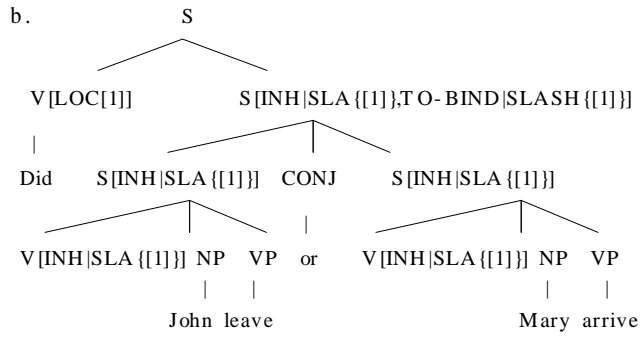 b. S
V[LOC[1]] S[INH|SLA{[1]},TO-BIND|SLASH{[1]}]
Did S[INH|SLA{[1]}] CONJ S[INH|SLA{[1]}]
V[INH|SLA{[1]}] NP VP or V[INH|SLA{[1]}] NP VP
John leave Mary arrive